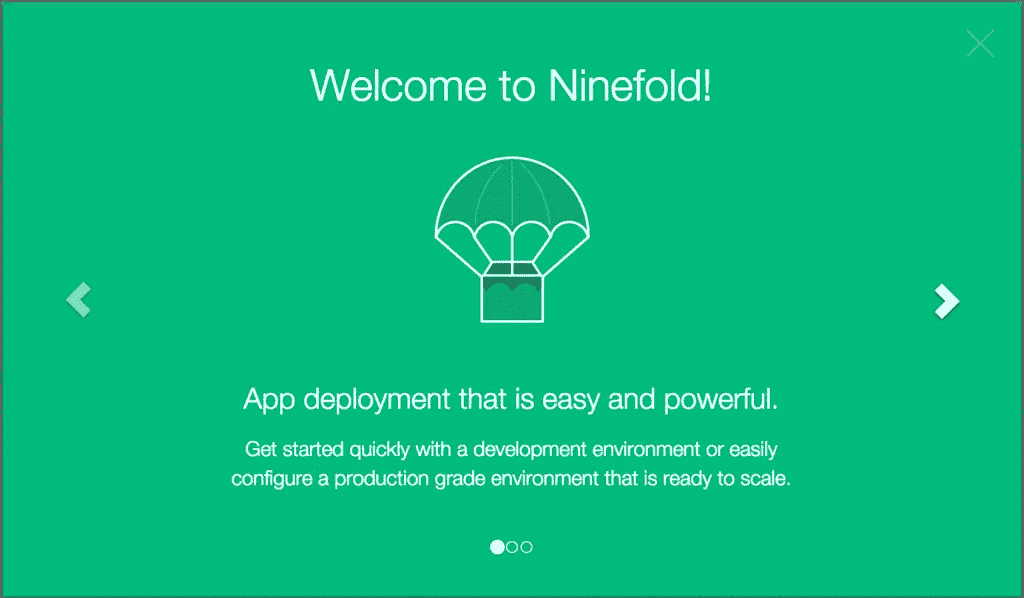 Welcome to Ninefold!
App deployment that is easy and powerful.
Get started quickly with a development environment or easily
configure a production grade environment that is ready to scale.